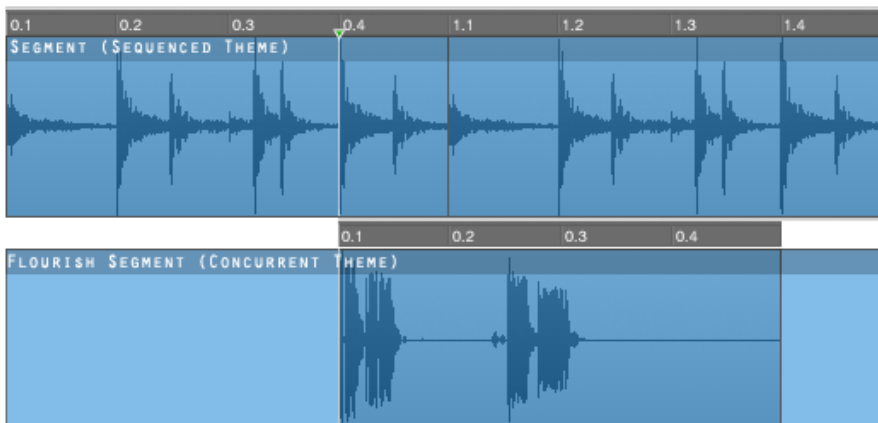 0.1 0.2 0.3 0.4 1.1 1.2 1.3 1.4
SEGMENT (SEQUENCED THEME)
0.1 0.2 0.3 0.4
FLOURISH SEGMENT (CONCURRENT THEME)